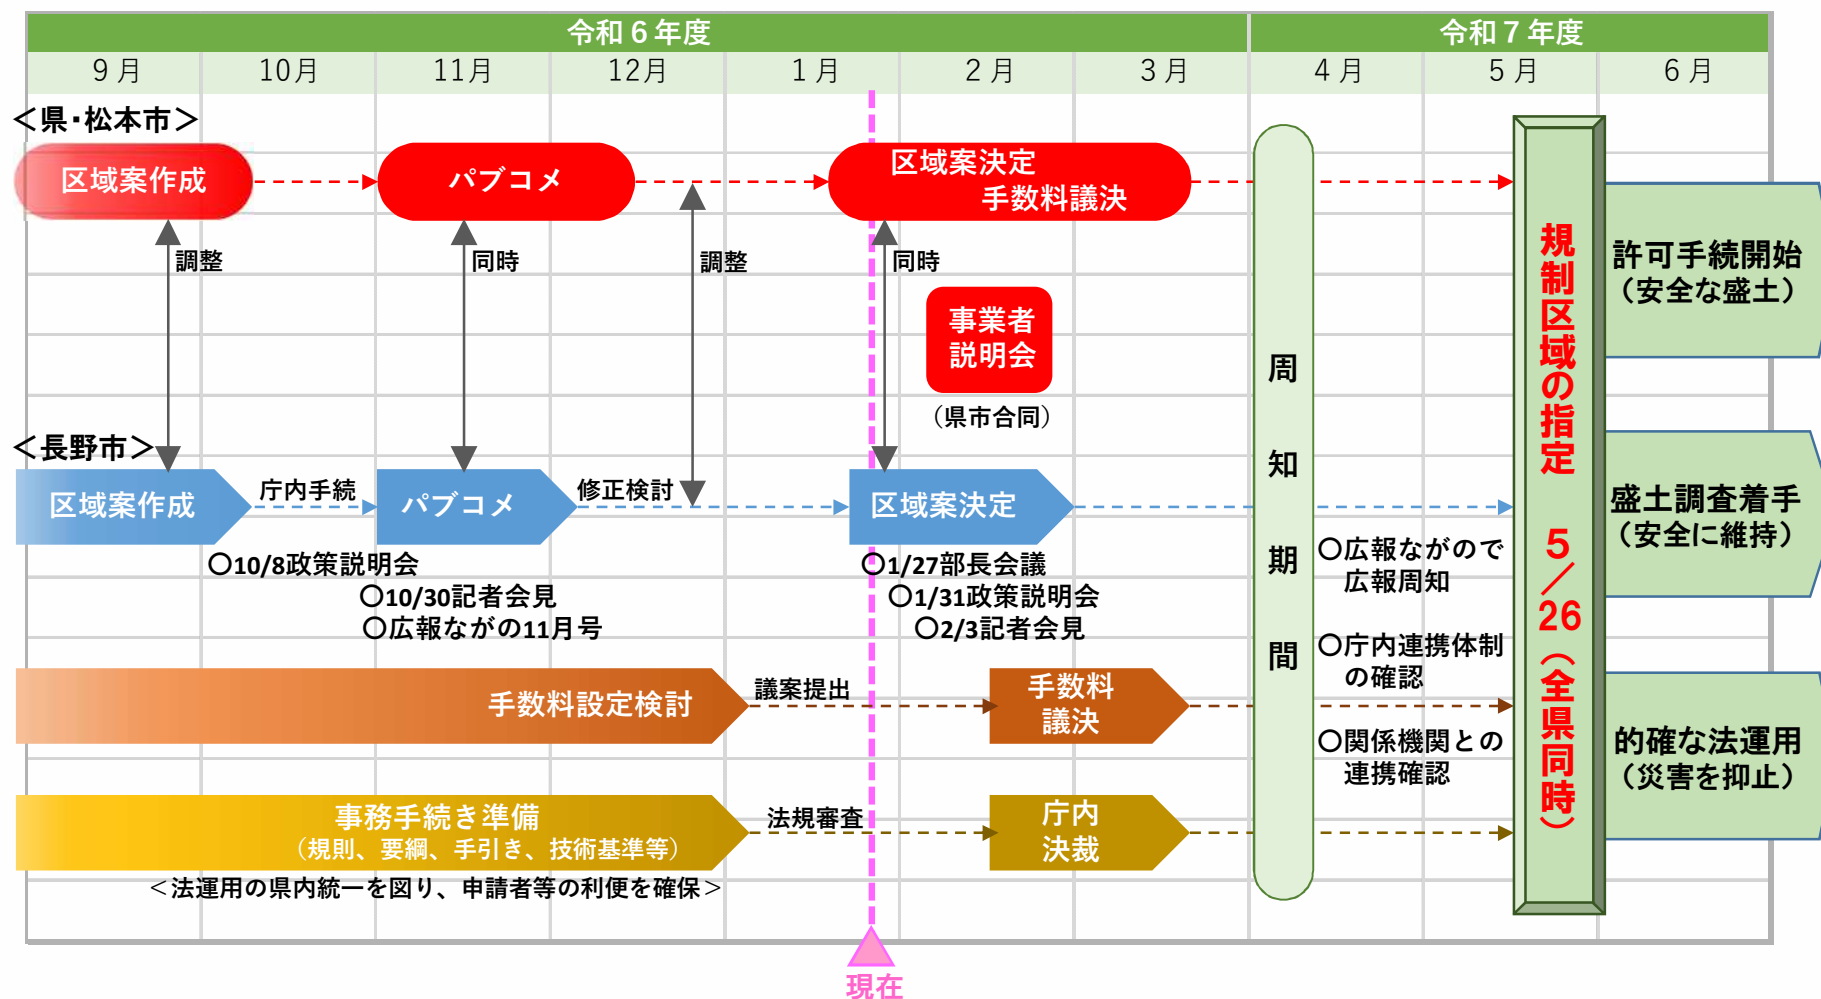 令和６年度
令和７年度
９月
10月
11月
12月
１月
２月
３月
４月
５月
６月
＜県・松本市＞
区域案作成
パブコメ
区域案決定
手数料議決
調整
同時
調整
同時
事業者
説明会
（県市合同）
＜長野市＞
区域案作成
庁内手続
パブコメ
修正検討
区域案決定
〇10/8政策説明会
〇10/30記者会見
〇広報ながの11月号
〇1/27部長会議
〇1/31政策説明会
〇2/3記者会見
手数料設定検討
議案提出
手数料
議決
事務手続き準備
（規則、要綱、手引き、技術基準等）
法規審査
庁内
決裁
＜法運用の県内統一を図り、申請者等の利便を確保＞
周知期間
〇広報ながので
広報周知
〇庁内連携体制
の確認
〇関係機関との
連携確認
規制区域の指定　５／26（全県同時）
許可手続開始
（安全な盛土）
盛土調査着手
（安全に維持）
的確な法運用
（災害を抑止）
現在